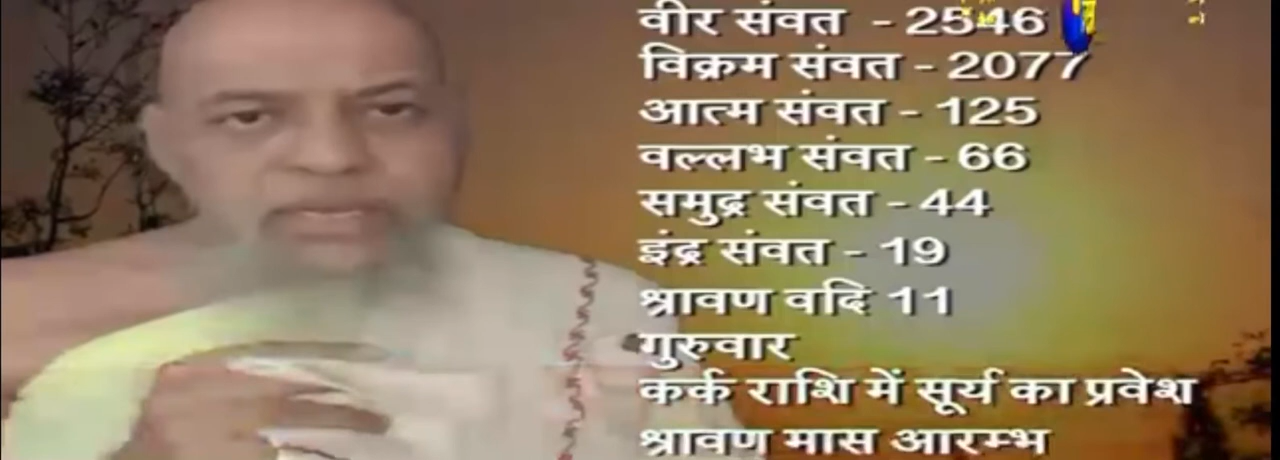 वीर संवत - 2546
विक्रम संवत - 2077
आत्म संवत - 125
वल्लभ संवत - 66
समुद्र संवत - 44
इंद्र संवत - 19
श्रावण वदि 11
गुरुवार
कर्क राशि में सूर्य का प्रवेश
श्रावण मास आरम्भ